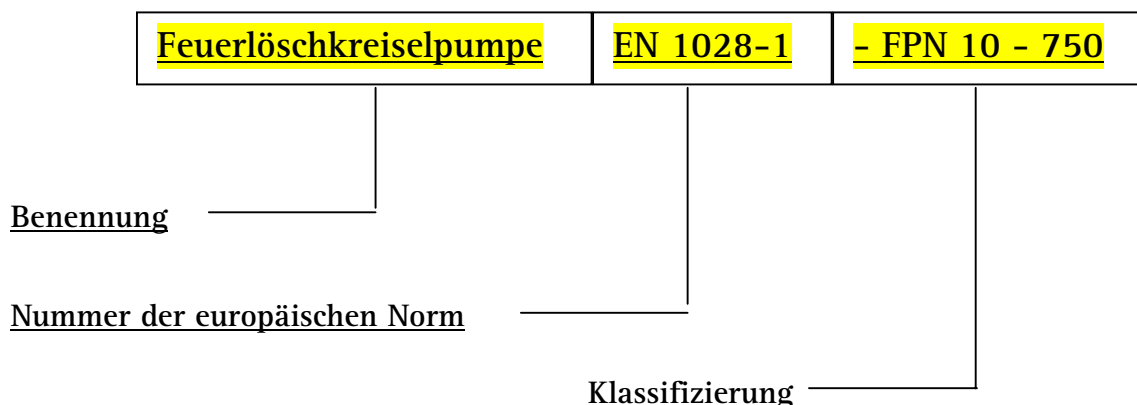 Feuerlöschkreiselpumpe EN 1028-1 - FPN 10 - 750
Benennung
Nummer der europäischen Norm
Klassifizierung